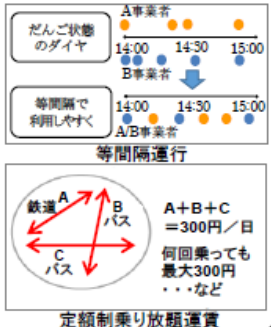 A事業者
だんご状態
のダイヤ
14:00 14:30 15:00
B事業者
等間隔で
利用しやすく
14:00 14:30 15:00
A/B事業者
等間隔運行
鉄道 A
B
バス
C
バス
A+B+C
=300円/日
何回乗っても
最大300円
・・・など
定額制乗り放題運賃